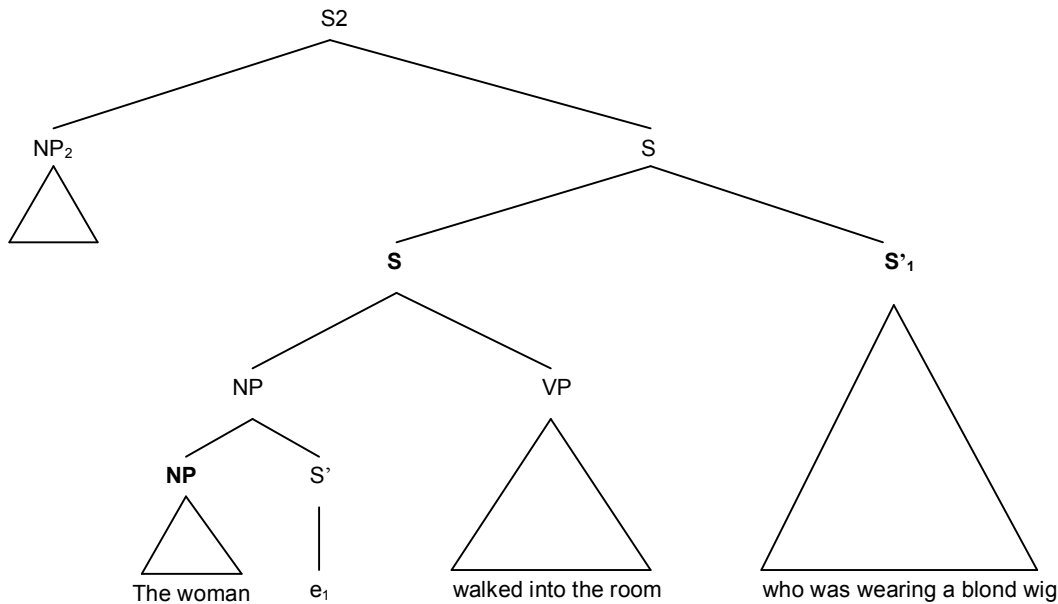 S2
NP₂ S
S S’₁
NP VP
NP S’
The woman e₁ walked into the room who was wearing a blond wig